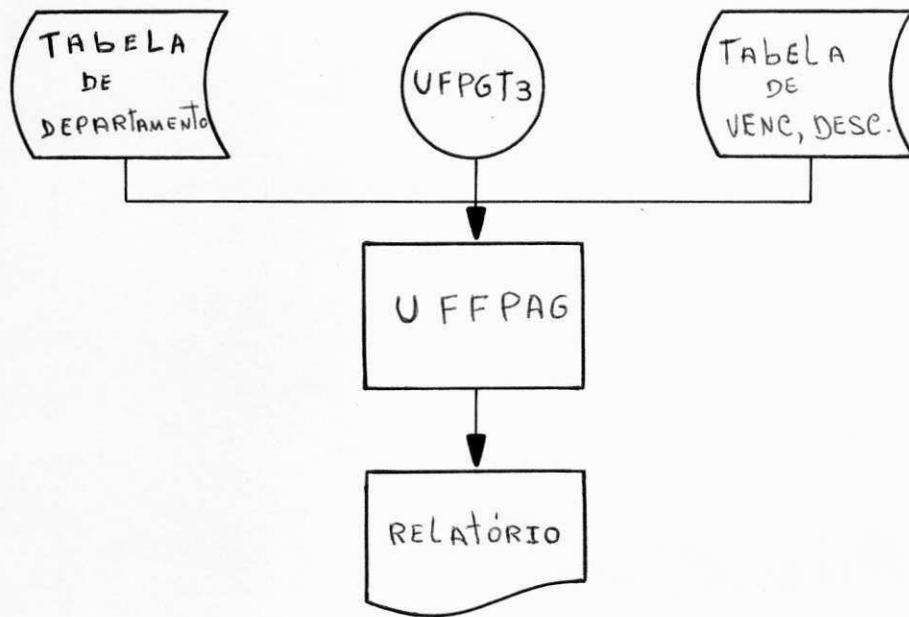 TABELA
DE
DEPARTAMENTO
UFPGT3
TABELA
DE
VENC, DESC.
UFFPAG
RELATÓRIO